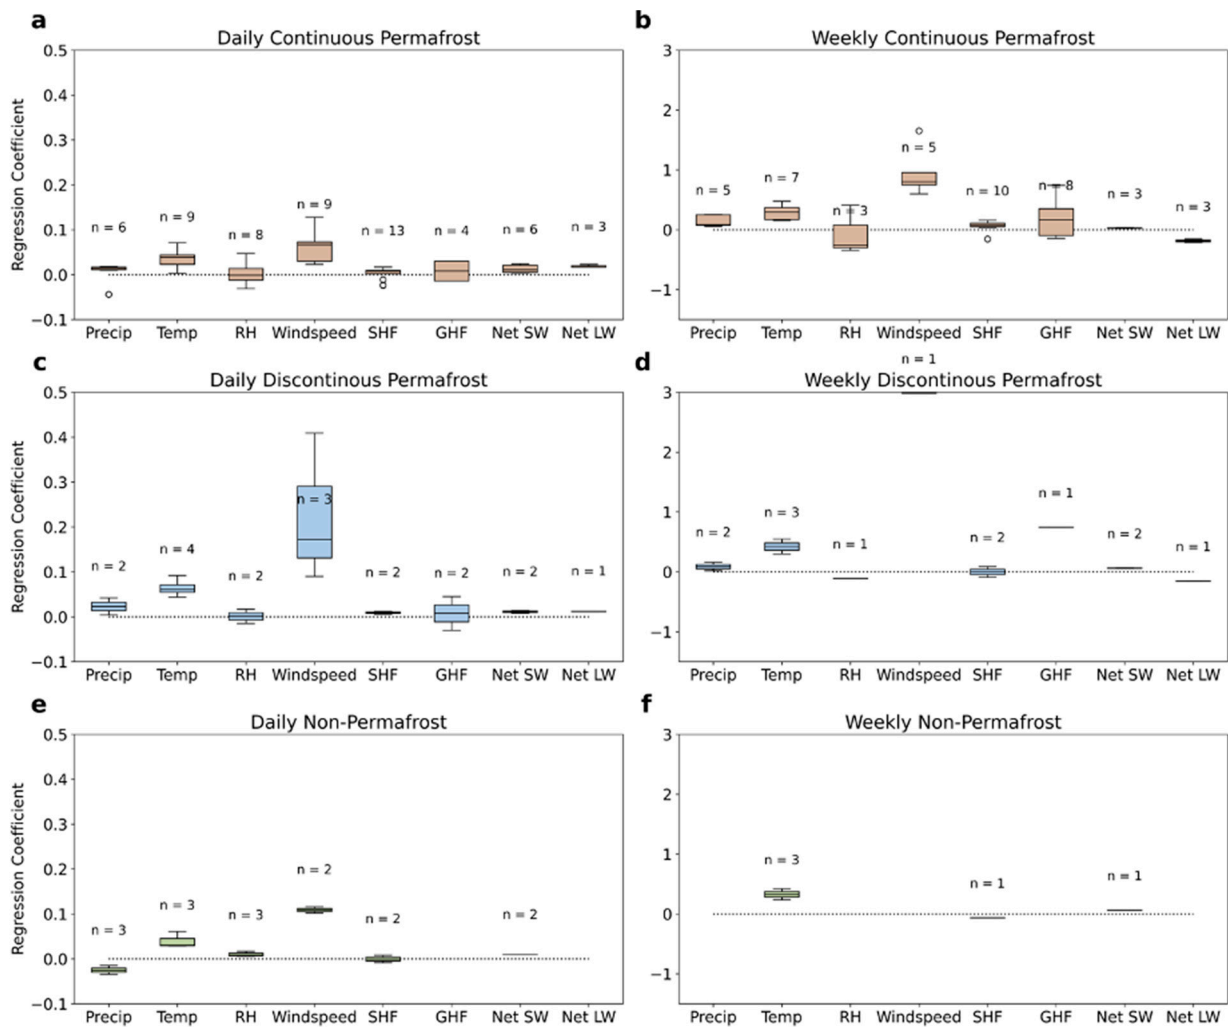 a
Daily Continuous Permafrost
Regression Coefficient
0.5
0.4
0.3
0.2
0.1
0.0
−0.1
n = 6
n = 9
n = 8
n = 9
n = 13
n = 4
n = 6
n = 3
Precip Temp RH Windspeed SHF GHF Net SW Net LW
b
Weekly Continuous Permafrost
3
2
1
0
−1
n = 5
n = 7
n = 3
n = 5
n = 10
n = 8
n = 3
n = 3
Precip Temp RH Windspeed SHF GHF Net SW Net LW
c
Daily Discontinous Permafrost
Regression Coefficient
0.5
0.4
0.3
0.2
0.1
0.0
−0.1
n = 2
n = 4
n = 2
n = 3
n = 2
n = 2
n = 2
n = 1
Precip Temp RH Windspeed SHF GHF Net SW Net LW
d
Weekly Discontinous Permafrost
3
2
1
0
−1
n = 2
n = 3
n = 1
n = 1
n = 2
n = 1
n = 2
n = 1
Precip Temp RH Windspeed SHF GHF Net SW Net LW
e
Daily Non-Permafrost
Regression Coefficient
0.5
0.4
0.3
0.2
0.1
0.0
−0.1
n = 3
n = 3
n = 3
n = 2
n = 2
n = 2
Precip Temp RH Windspeed SHF GHF Net SW Net LW
f
Weekly Non-Permafrost
3
2
1
0
−1
n = 3
n = 1
n = 1
Precip Temp RH Windspeed SHF GHF Net SW Net LW